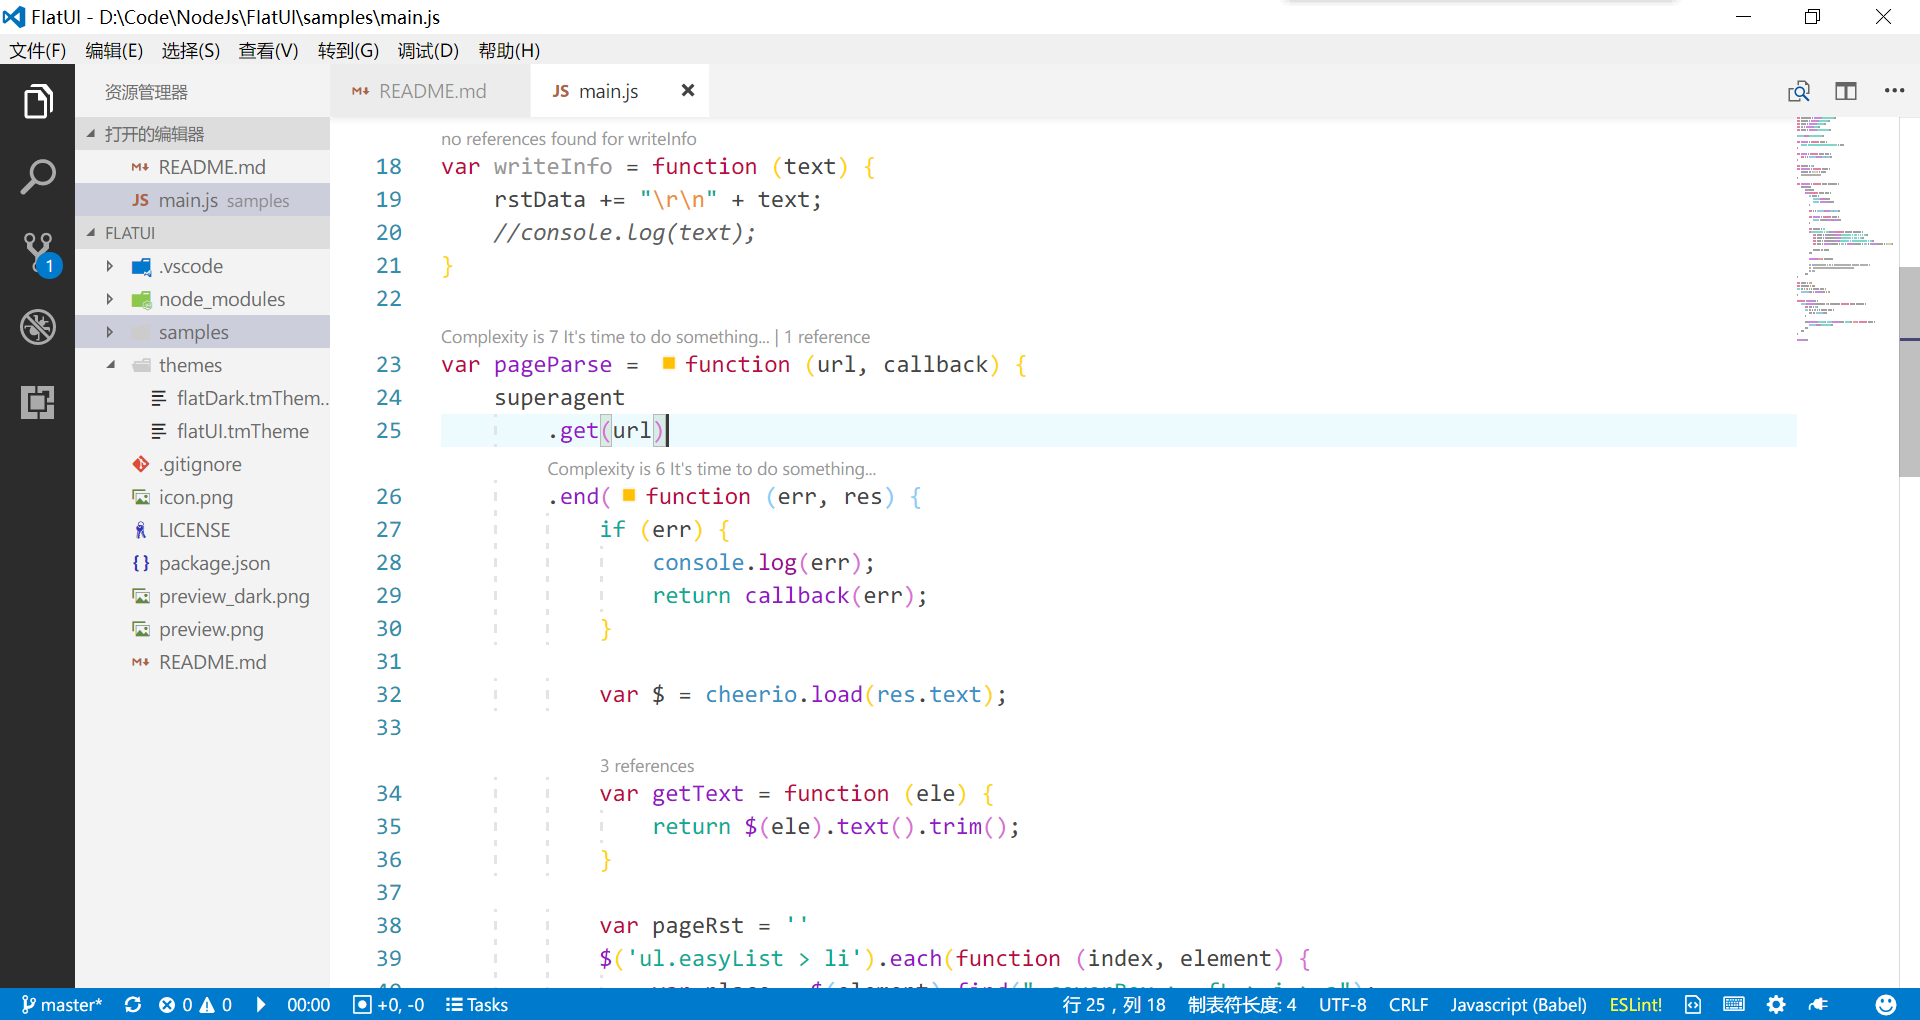 FlatUI - D:\Code\NodeJs\FlatUI\samples\main.js
文件(F) 编辑(E) 选择(S) 查看(V) 转到(G) 调试(D) 帮助(H)
资源管理器
打开的编辑器
README.md
JS main.js samples
FLATUI
.vscode
node_modules
samples
themes
flatDark.tmThem...
flatUI.tmTheme
.gitignore
icon.png
LICENSE
{} package.json
preview_dark.png
preview.png
README.md
1
README.md
JS main.js
no references found for writeInfo
18 var writeInfo = function (text) {
19 rstData += "\r\n" + text;
20 //console.log(text);
21 }
22
Complexity is 7 It's time to do something... | 1 reference
23 var pageParse = function (url, callback) {
24 superagent
25 .get(url)
Complexity is 6 It's time to do something...
26 .end( function (err, res) {
27 if (err) {
28 console.log(err);
29 return callback(err);
30 }
31
32 var $ = cheerio.load(res.text);
33
3 references
34 var getText = function (ele) {
35 return $(ele).text().trim();
36 }
37
38 var pageRst = ''
39 $('ul.easyList > li').each(function (index, element) {
master* 0 0 00:00 +0, -0 Tasks
行 25，列 18 制表符长度: 4 UTF-8 CRLF Javascript (Babel) ESLint!